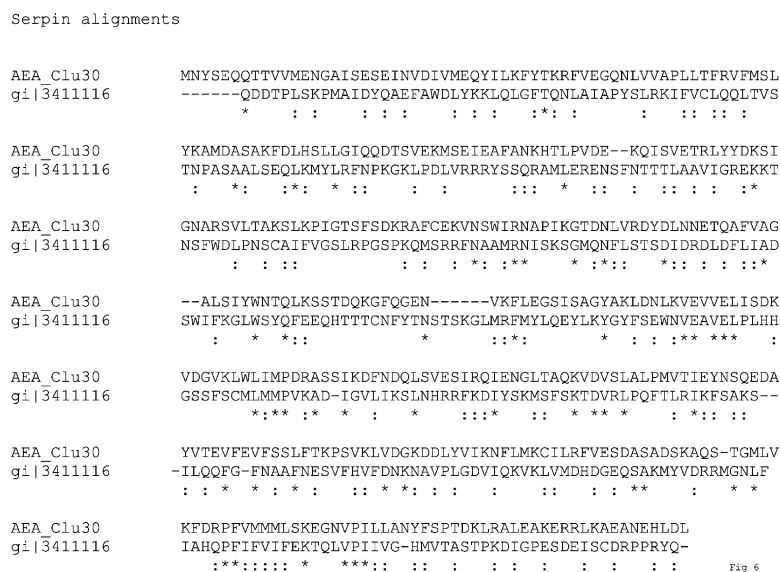 Serpin alignments
AEA_Clu30 MNYSEQQTTVVMENGAISESEINVDIVMEQYILKFYTKRFVEGQNLVVAPLLTFRVFMSL
gi|3411116 ------QDDTPLSKPMAIDYQAEFAWDLYKKLQLGFTQNLAIAPYSLRKIFVCLQQLTVS
* : : : : : : : :*: : : : : : :
AEA_Clu30 YKAMDASAKFDLHSLLGIQQDTSVEKMSEIEAFANKHTLPVDE--KQISVETRLYYDKSI
gi|3411116 TNPASAALSEQLKMYLRFNPKGKLPDLVRRRYSSQRAMLERENSFNTTTLAAVIGREKKT
: * : :*: * : : : :: * : : : : : : *
AEA_Clu30 GNARSVLTAKSLKPIGTSFSDKRAFCEKVNSWIRNAPIKGTDNLVRDYDLNNETQAFVAG
gi|3411116 NSFWDLPNSCAIFVGSLRPGSPKQMSRRFNAAMRNISKSGMQNFLSTSDIDRDLDFLIAD
: : : : : : :* :** * :*:: *: : : : : :*
AEA_Clu30 --ALSIYWNTQLKSSTDQKGFQGEN------VKFLEGSISAGYAKLDNLKVEVVELISDK
gi|3411116 SWIFKGLWSYQFEEQHTTTCNFYTNSTSKGLMRFMYLQEYLKYGYFSEWNVEAVELPLHH
: * *:: * ::*: * : : :** *** :
AEA_Clu30 VDGVKLWLIMPDRASSIKDFNDQLSVESIRQIENGLTAQKVDVSLALPMVTIEYNSQEDA
gi|3411116 GSSFSCMLMMPVKAD-IGVLIKSLNHRRFKDIYSKMSFSKTDVRLPQFTLRIKFSAKS--
*:** : * : * :::* : : * ** * : *:: :
AEA_Clu30 YVTEVFEVFSSLFTKPSVKLVDGKDDLYVIKNFLMKCILRFVESDASADSKAQS-TGMLV
gi|3411116 -ILQQFG-FNAAFNESVFHVFDNKNAVPLGDVIQKVKLVMDHDGEQSAKMYVDRRMGNLF
: : * * : * : : * *: : : :: : : ** : * *
AEA_Clu30 KFDRPFVMMMLSKEGNVPILLANYFSPTDKLRALEAKERRLKAEANEHLDL
gi|3411116 IAHQPFIFVIFEKTQLVPIIVG-HMVTASTPKDIGPESDEISCDRPPRYQ-
:**::::: : ***:: :: : : : : : : : :
Fig 6